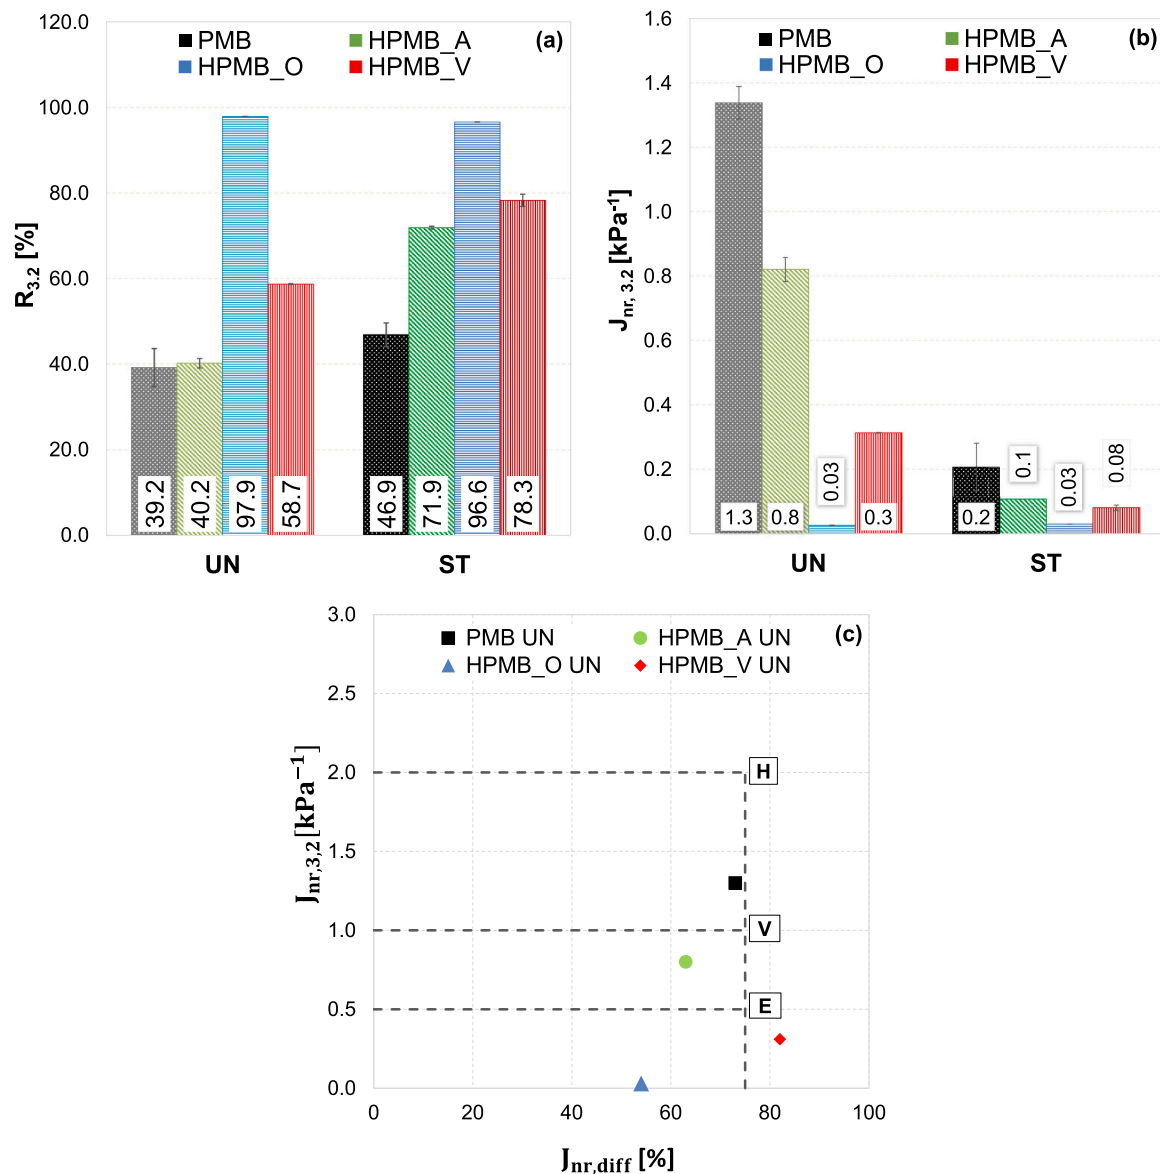 120.0
100.0
80.0
60.0
40.0
20.0
0.0
R3.2 [%]
PMB
HPMB_A
(a)
HPMB_O
HPMB_V
39.2
40.2
97.9
58.7
46.9
71.9
96.6
78.3
UN
ST
1.6
1.4
1.2
1.0
0.8
0.6
0.4
0.2
0.0
Jnr, 3.2 [kPa-1]
PMB
HPMB_A
(b)
HPMB_O
HPMB_V
1.3
0.8
0.03
0.3
0.2
0.1
0.03
0.08
UN
ST
3.0
2.5
2.0
1.5
1.0
0.5
0.0
Jnr,3,2[kPa−1]
PMB UN
HPMB_A UN
(c)
HPMB_O UN
HPMB_V UN
H
V
E
0
20
40
60
80
100
Jnr,diff [%]